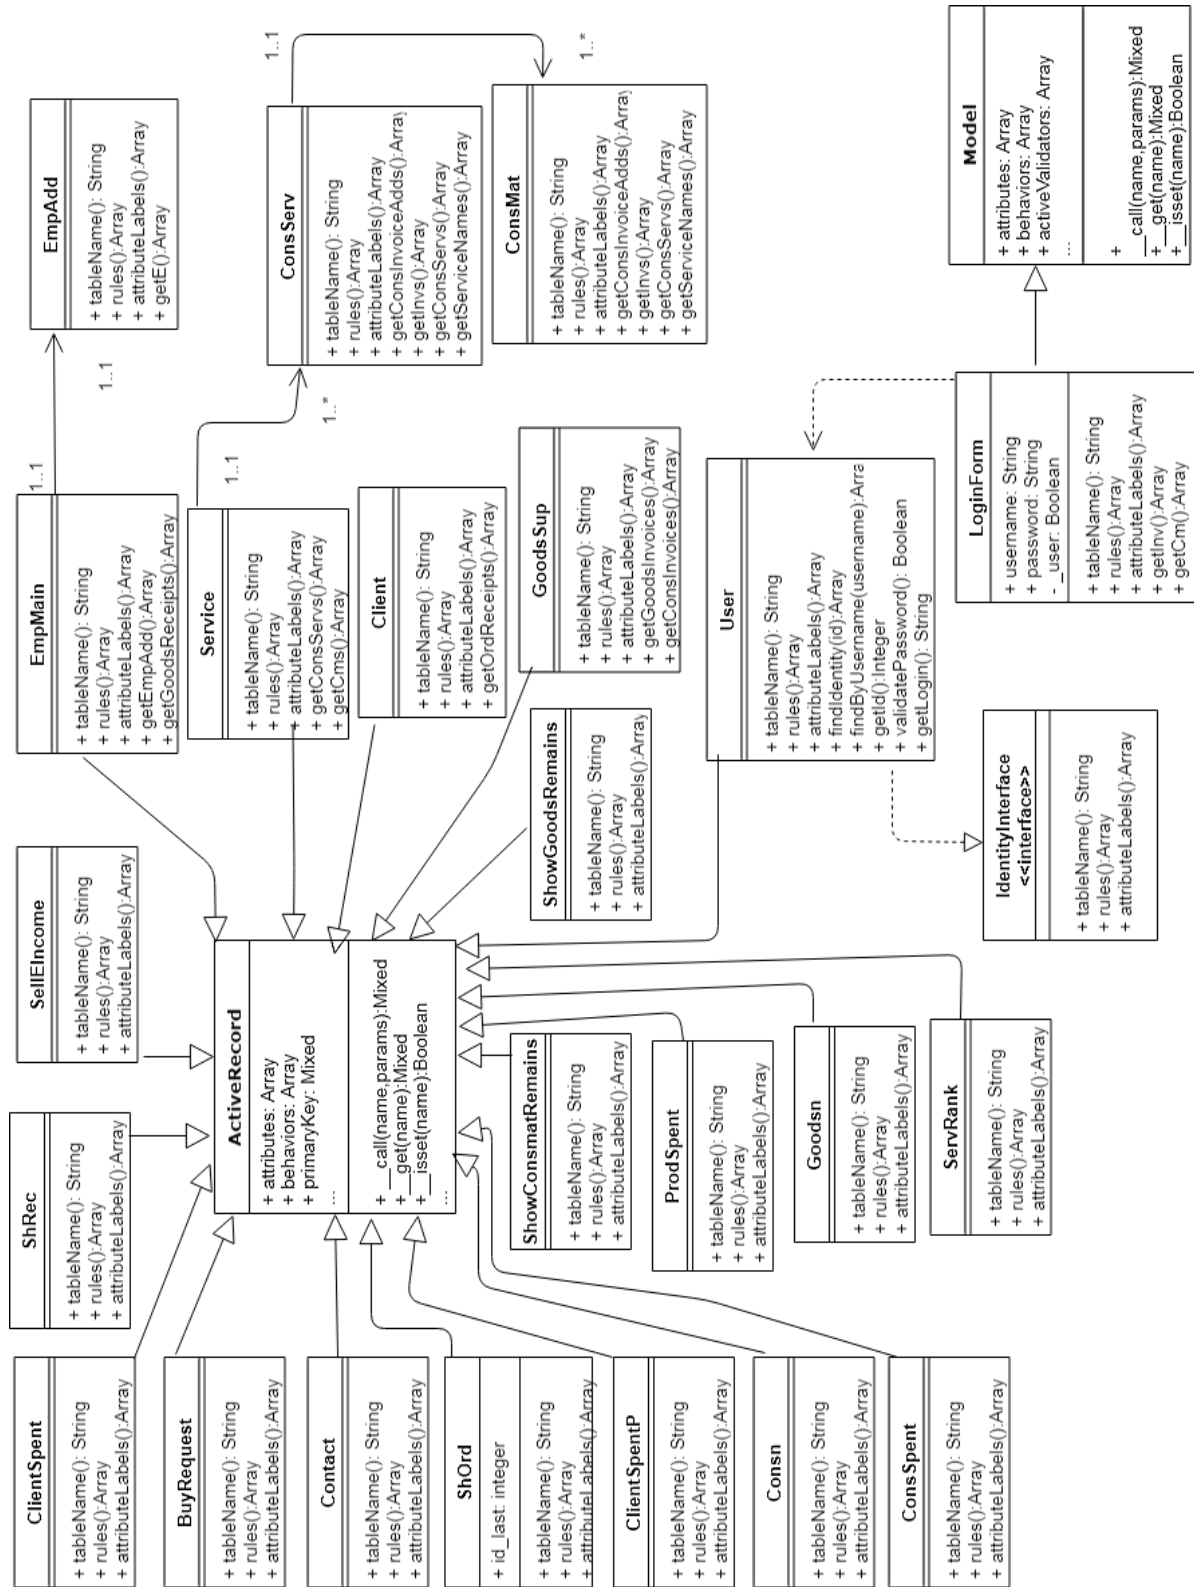 ClientSpent
+ tableName(): String
+ rules():Array
+ attributeLabels():Array
ShRec
+ tableName(): String
+ rules():Array
+ attributeLabels():Array
SellEIncome
+ tableName(): String
+ rules():Array
+ attributeLabels():Array
EmpMain
+ tableName(): String
+ rules():Array
+ attributeLabels():Array
+ getEmpAdd():Array
+ getGoodsReceipts():Array
1..1
1..1
EmpAdd
+ tableName(): String
+ rules():Array
+ attributeLabels():Array
+ getE():Array
BuyRequest
+ tableName(): String
+ rules():Array
+ attributeLabels():Array
ActiveRecord
+ attributes: Array
+ behaviors: Array
+ primaryKey: Mixed
...
+ __call(name,params):Mixed
+ __get(name):Mixed
+ __isset(name):Boolean
...
Service
+ tableName(): String
+ rules():Array
+ attributeLabels():Array
+ getConsServs():Array
+ getCms():Array
1..1
1..*
ConsServ
+ tableName(): String
+ rules():Array
+ attributeLabels():Array
+ getConsInvoiceAdds():Array
+ getInvs():Array
+ getConsServs():Array
+ getServiceNames():Array
1..1
1..*
Contact
+ tableName(): String
+ rules():Array
+ attributeLabels():Array
Client
+ tableName(): String
+ rules():Array
+ attributeLabels():Array
+ getOrdReceipts():Array
ShOrd
+ id_last: integer
+ tableName(): String
+ rules():Array
+ attributeLabels():Array
ShowConsmatRemains
+ tableName(): String
+ rules():Array
+ attributeLabels():Array
ShowGoodsRemains
+ tableName(): String
+ rules():Array
+ attributeLabels():Array
GoodsSup
+ tableName(): String
+ rules():Array
+ attributeLabels():Array
+ getGoodsInvoices():Array
+ getConsInvoices():Array
ConsMat
+ tableName(): String
+ rules():Array
+ attributeLabels():Array
+ getConsInvoiceAdds():Array
+ getInvs():Array
+ getConsServs():Array
+ getServiceNames():Array
ClientSpentP
+ tableName(): String
+ rules():Array
+ attributeLabels():Array
ProdSpent
+ tableName(): String
+ rules():Array
+ attributeLabels():Array
User
+ tableName(): String
+ rules():Array
+ attributeLabels():Array
+ findIdentity(id):Array
+ findByUsername(username):Arra
+ getId():Integer
+ validatePassword(): Boolean
+ getLogin(): String
Consn
+ tableName(): String
+ rules():Array
+ attributeLabels():Array
Goodsn
+ tableName(): String
+ rules():Array
+ attributeLabels():Array
ConsSpent
+ tableName(): String
+ rules():Array
+ attributeLabels():Array
ServRank
+ tableName(): String
+ rules():Array
+ attributeLabels():Array
IdentityInterface
<<interface>>
+ tableName(): String
+ rules():Array
+ attributeLabels():Array
LoginForm
+ username: String
+ password: String
- _user: Boolean
+ tableName(): String
+ rules():Array
+ attributeLabels():Array
+ getInv():Array
+ getCm():Array
Model
+ attributes: Array
+ behaviors: Array
+ activeValidators: Array
...
+
__call(name,params):Mixed
+ __get(name):Mixed
+ __isset(name):Boolean